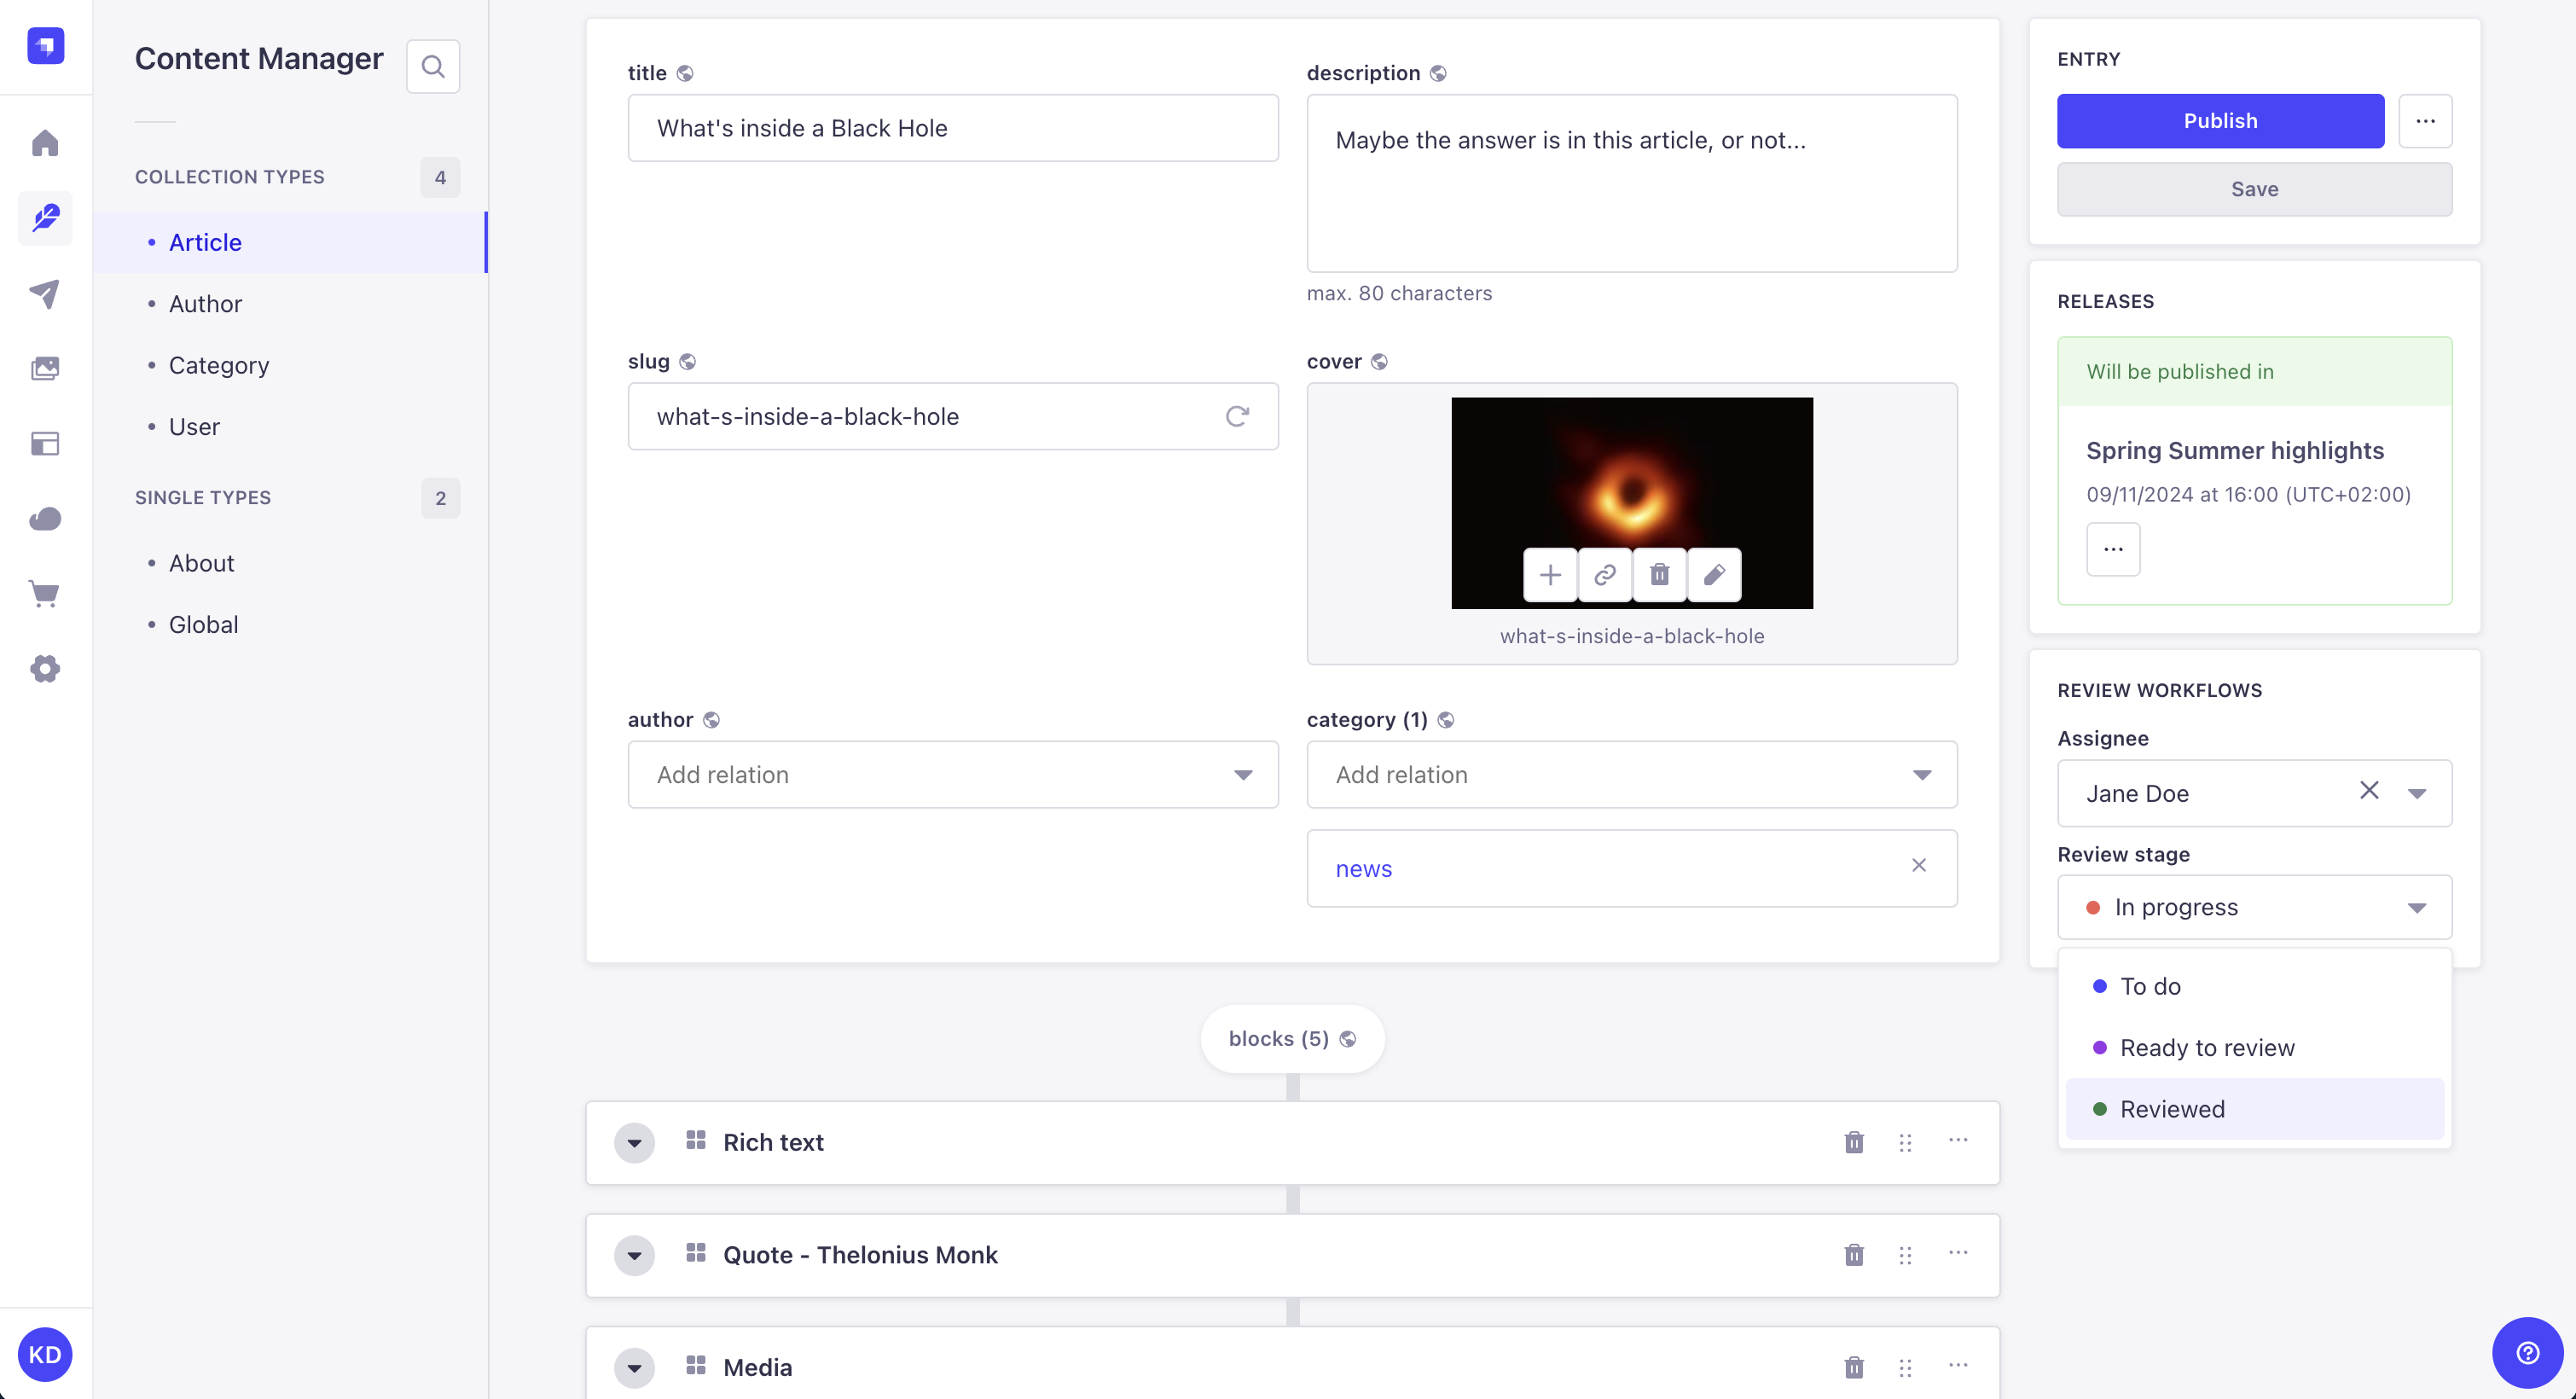 Content Manager
COLLECTION TYPES
4
Article
Author
Category
User
SINGLE TYPES
2
About
Global
KD
title
What's inside a Black Hole
description
Maybe the answer is in this article, or not...
max. 80 characters
slug
what-s-inside-a-black-hole
cover
what-s-inside-a-black-hole
author
Add relation
category (1)
Add relation
news
blocks (5)
Rich text
Quote - Thelonius Monk
Media
ENTRY
Publish
Save
RELEASES
Will be published in
Spring Summer highlights
09/11/2024 at 16:00 (UTC+02:00)
REVIEW WORKFLOWS
Assignee
Jane Doe
Review stage
In progress
To do
Ready to review
Reviewed